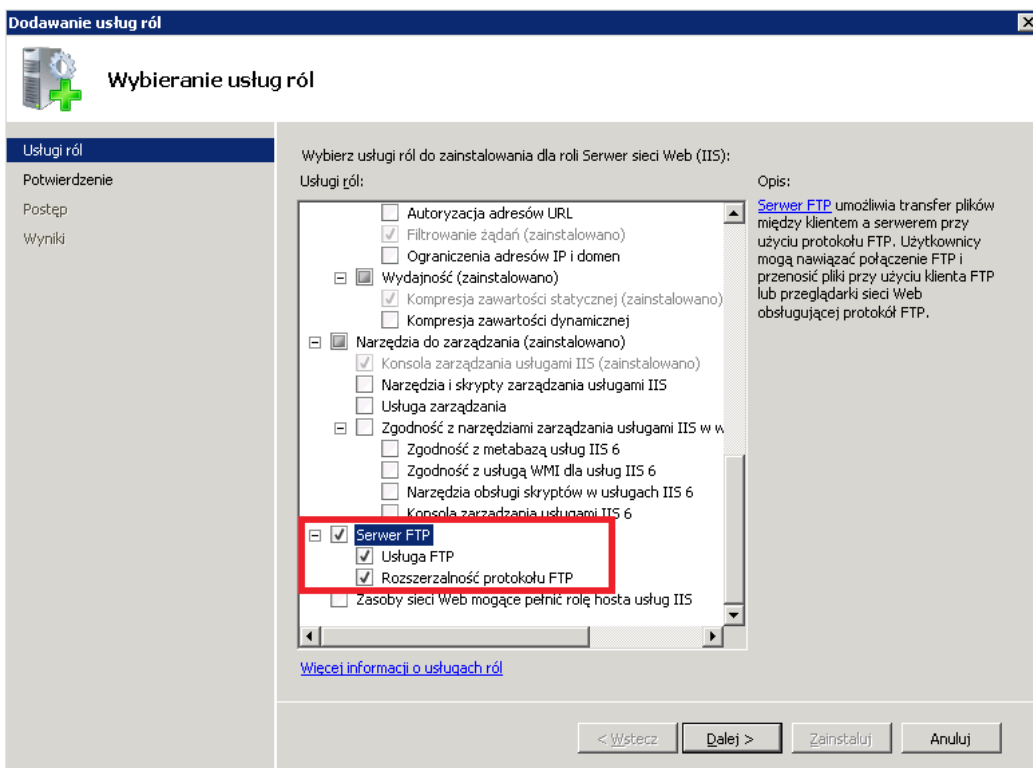 Dodawanie usług ról
Wybieranie usług ról
Usługi ról
Potwierdzenie
Postęp
Wyniki
Wybierz usługi ról do zainstalowania dla roli Serwer sieci Web (IIS):
Usługi ról:
Autoryzacja adresów URL
Filtrowanie żądań (zainstalowano)
Ograniczenia adresów IP i domen
Wydajność (zainstalowano)
Kompresja zawartości statycznej (zainstalowano)
Kompresja zawartości dynamicznej
Narzędzia do zarządzania (zainstalowano)
Konsola zarządzania usługami IIS (zainstalowano)
Narzędzia i skrypty zarządzania usługami IIS
Usługa zarządzania
Zgodność z narzędziami zarządzania usługami IIS w w
Zgodność z metabazą usług IIS 6
Zgodność z usługą WMI dla usług IIS 6
Narzędzia obsługi skryptów w usługach IIS 6
Konsola zarządzania usługami IIS 6
Serwer FTP
Usługa FTP
Rozszerzalność protokołu FTP
Zasoby sieci Web mogące pełnić rolę hosta usług IIS
Więcej informacji o usługach ról
Opis:
Serwer FTP umożliwia transfer plików
między klientem a serwerem przy
użyciu protokołu FTP. Użytkownicy
mogą nawiązać połączenie FTP i
przenosić pliki przy użyciu klienta FTP
lub przeglądarki sieci Web
obsługującej protokół FTP.
< Wstecz
Dalej >
Zainstaluj
Anuluj